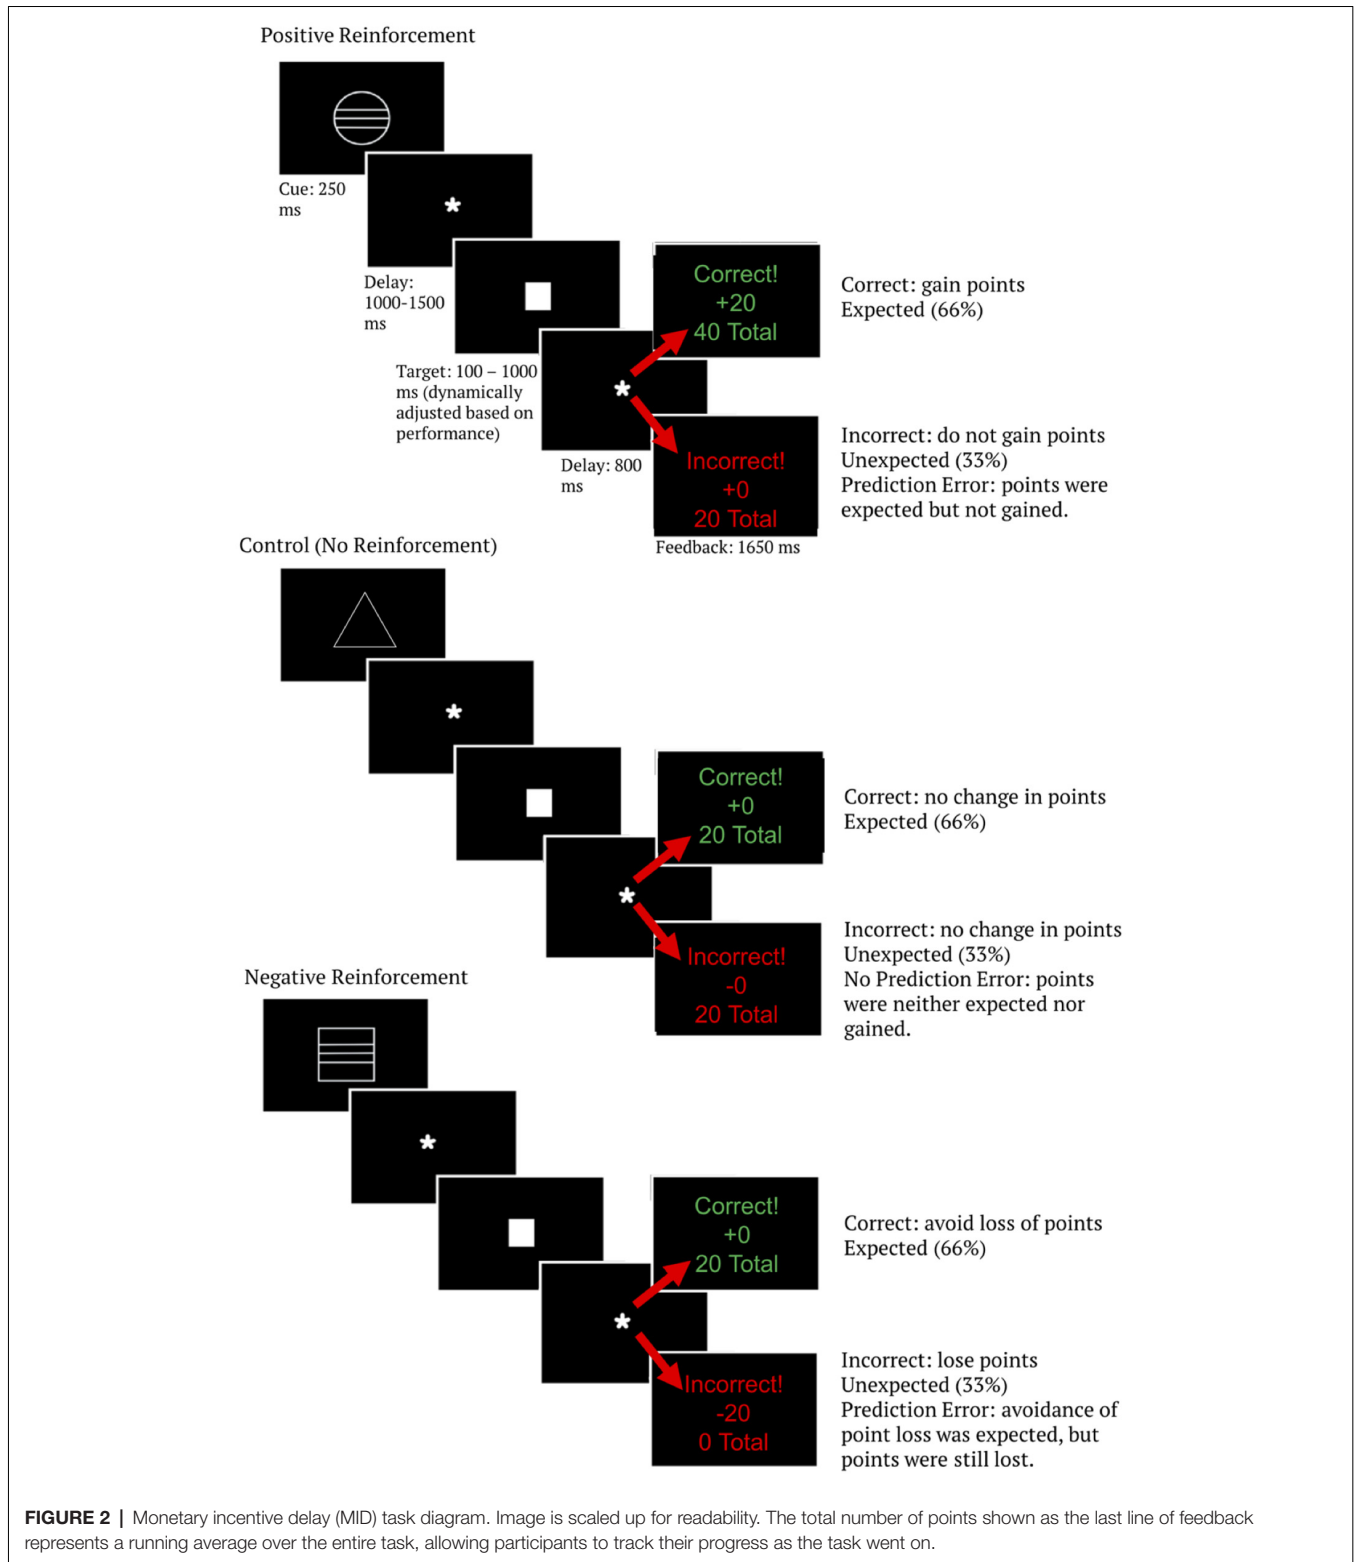 Positive Reinforcement
Cue: 250
ms
*
Delay:
1000-1500
ms
Target: 100 – 1000
ms (dynamically
adjusted based on
performance)
*
Delay: 800
ms
Correct!
+20
40 Total
Correct: gain points
Expected (66%)
Incorrect!
+0
20 Total
Feedback: 1650 ms
Incorrect: do not gain points
Unexpected (33%)
Prediction Error: points were
expected but not gained.
Control (No Reinforcement)
*
*
Correct!
+0
20 Total
Correct: no change in points
Expected (66%)
Incorrect!
-0
20 Total
Incorrect: no change in points
Unexpected (33%)
No Prediction Error: points
were neither expected nor
gained.
Negative Reinforcement
*
*
Correct!
+0
20 Total
Correct: avoid loss of points
Expected (66%)
Incorrect!
-20
0 Total
Incorrect: lose points
Unexpected (33%)
Prediction Error: avoidance of
point loss was expected, but
points were still lost.
FIGURE 2 | Monetary incentive delay (MID) task diagram. Image is scaled up for readability. The total number of points shown as the last line of feedback
represents a running average over the entire task, allowing participants to track their progress as the task went on.